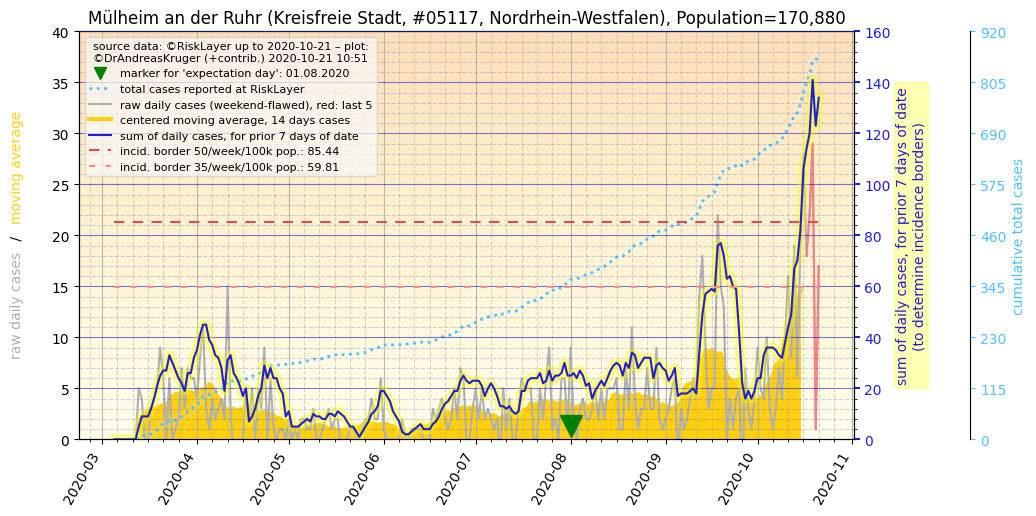 Mülheim an der Ruhr (Kreisfreie Stadt, #05117, Nordrhein-Westfalen), Population=170,880
source data: ©RiskLayer up to 2020-10-21 – plot:
©DrAndreasKruger (+contrib.) 2020-10-21 10:51
marker for 'expectation day': 01.08.2020
total cases reported at RiskLayer
raw daily cases (weekend-flawed), red: last 5
centered moving average, 14 days cases
sum of daily cases, for prior 7 days of date
incid. border 50/week/100k pop.: 85.44
incid. border 35/week/100k pop.: 59.81
raw daily cases / moving average
40
35
30
25
20
15
10
5
0
160
140
120
100
80
60
40
20
0
sum of daily cases, for prior 7 days of date
(to determine incidence borders)
920
805
690
575
460
345
230
115
0
cumulative total cases
2020-03
2020-04
2020-05
2020-06
2020-07
2020-08
2020-09
2020-10
2020-11